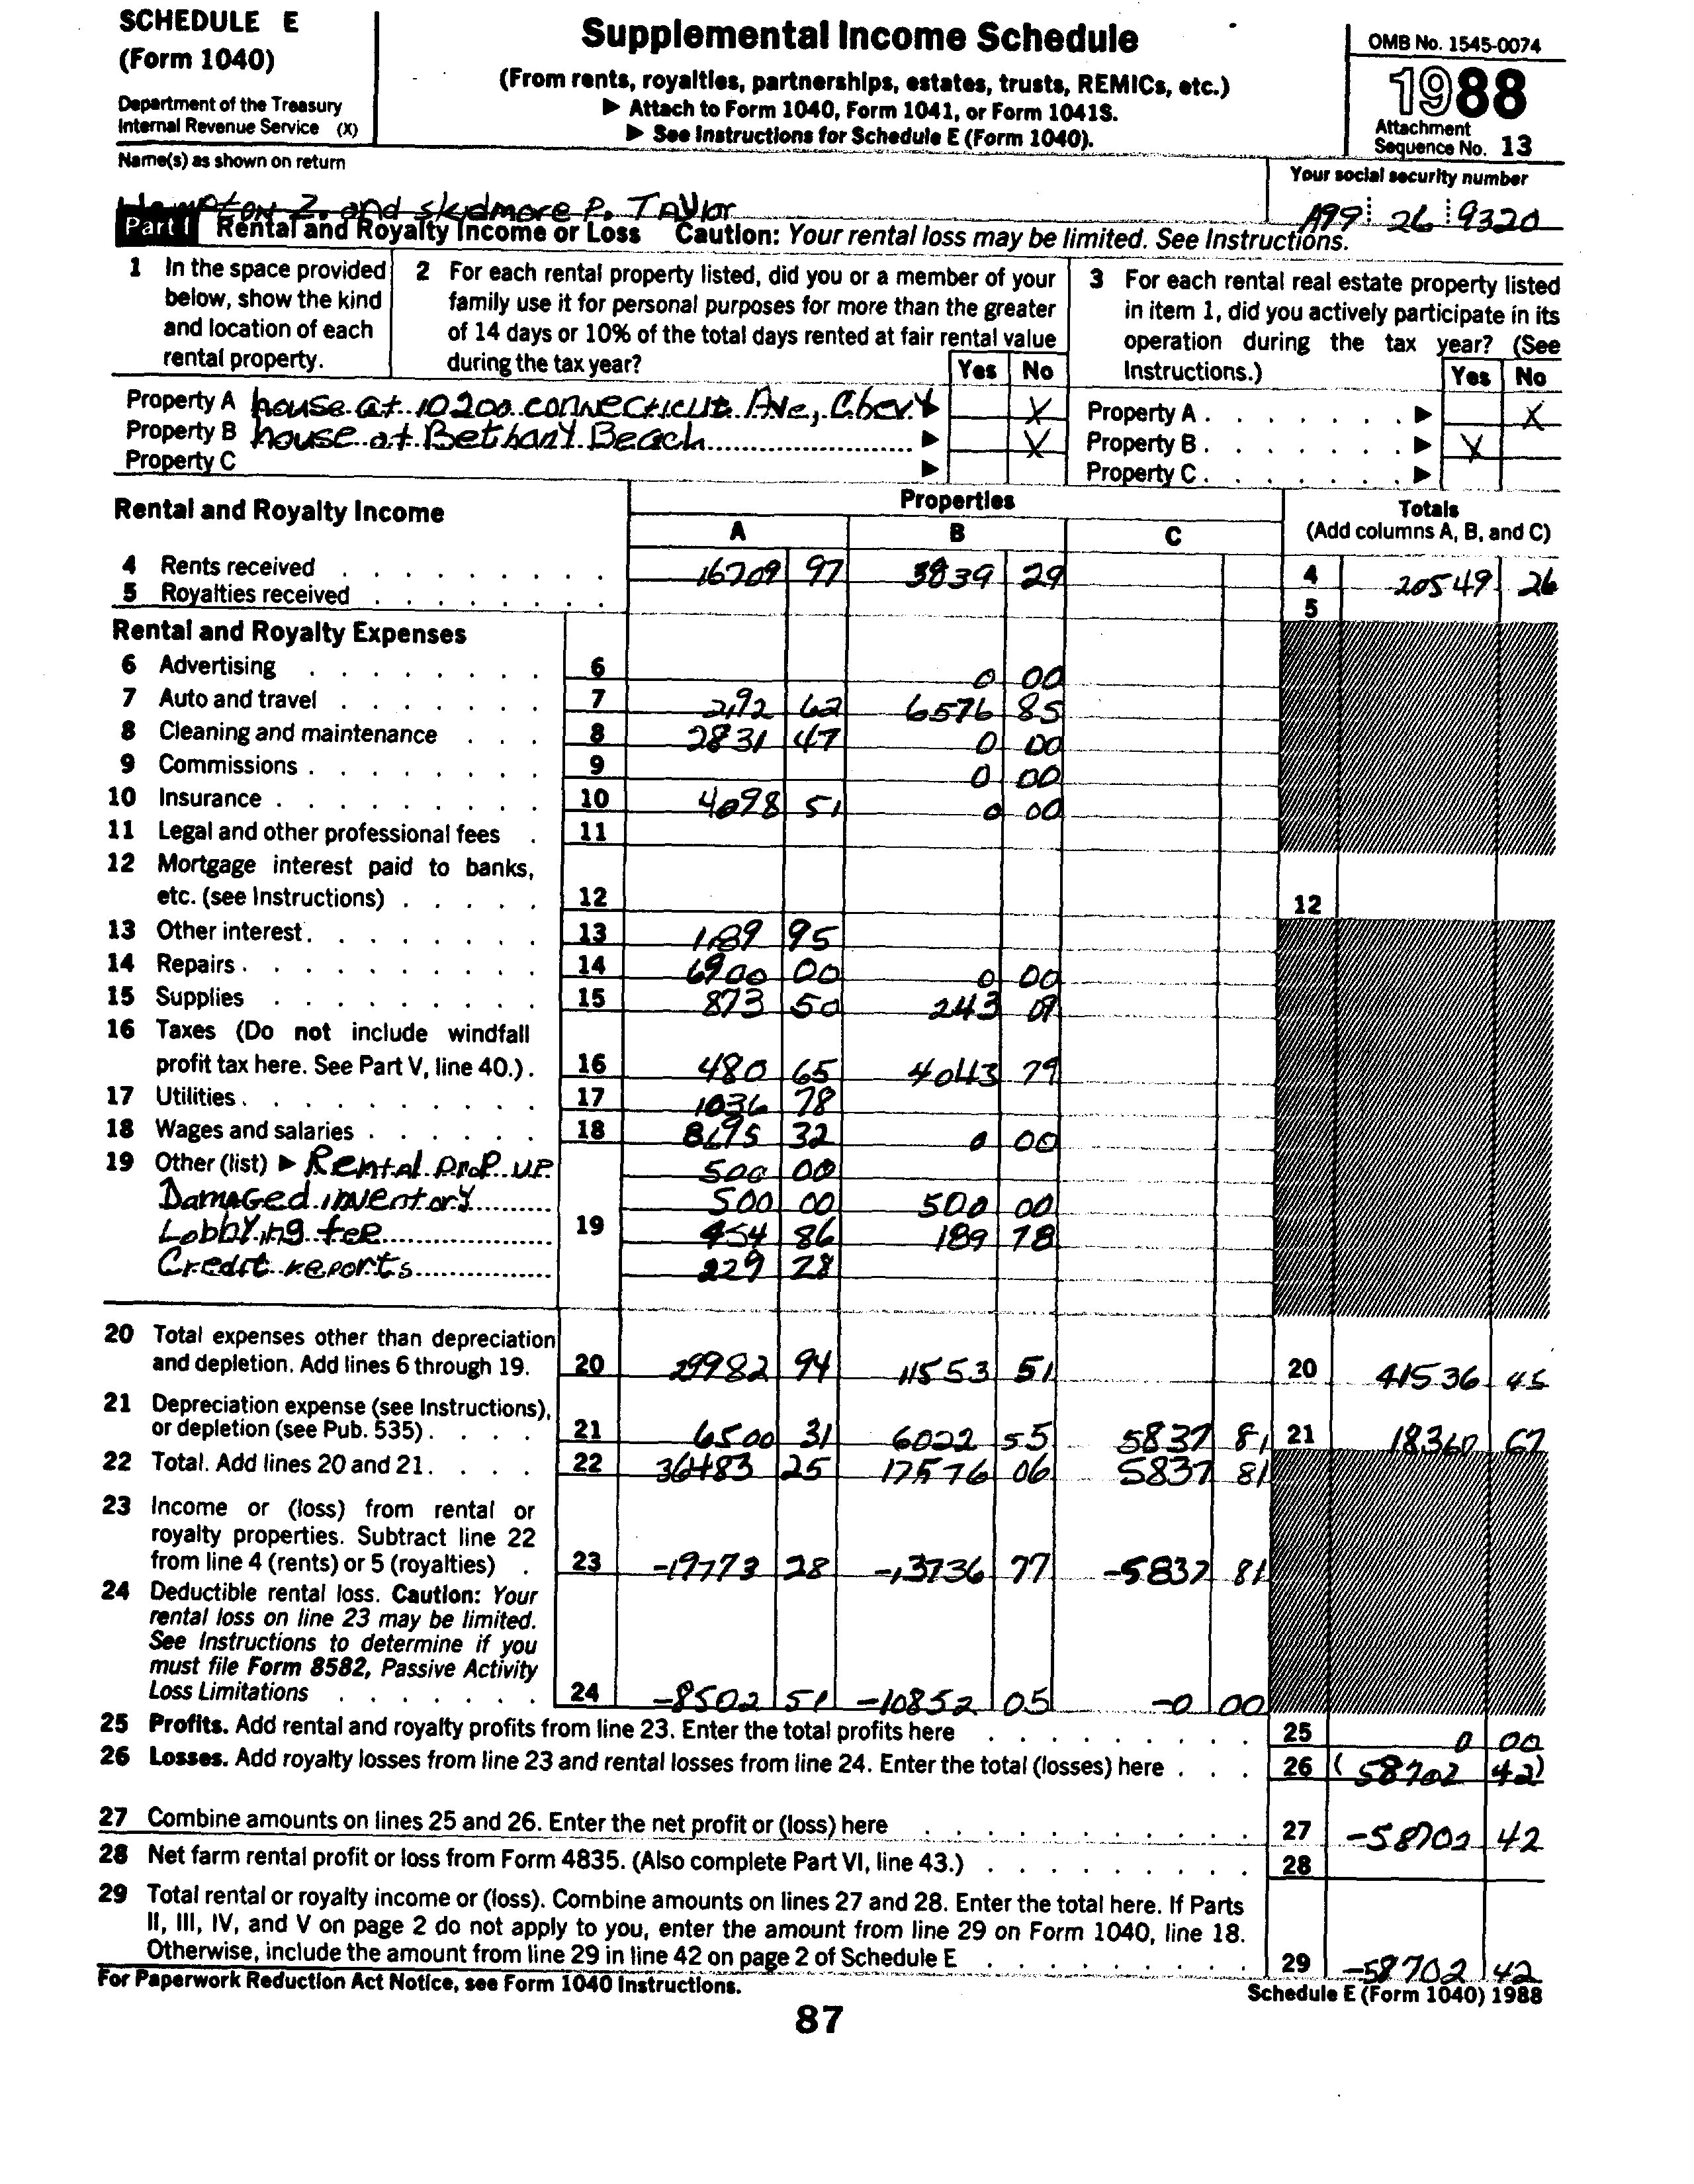 SCHEDULE E
(Form 1040)
Department of the Treasury
Internal Revenue Service (X)
Supplemental Income Schedule
(From rents, royalties, partnerships, estates, trusts, REMICs, etc.)
▶ Attach to Form 1040, Form 1041, or Form 1041S.
▶ See Instructions for Schedule E (Form 1040).
OMB No. 1545-0074
1988
Attachment
Sequence No. 13
Name(s) as shown on return
Your social security number
Hampton Z. and skydmore P. TAYlor
A99 26 9320
Part I Rental and Royalty Income or Loss Caution: Your rental loss may be limited. See Instructions.
1 In the space provided below, show the kind and location of each rental property.
2 For each rental property listed, did you or a member of your family use it for personal purposes for more than the greater of 14 days or 10% of the total days rented at fair rental value during the tax year?
Yes No
3 For each rental real estate property listed in item 1, did you actively participate in its operation during the tax year? (See Instructions.)
Yes No
Property A house at 10200 connecticut Ave, Chevy ▶ X
Property A ▶ X
Property B house at Bethany Beach ▶ X
Property B ▶ X
Property C ▶
Property C ▶
Rental and Royalty Income
Properties
A B C
Totals
(Add columns A, B, and C)
4 Rents received 16709 97 3839 29 4 20549 26
5 Royalties received 5
Rental and Royalty Expenses
6 Advertising 6 0 00
7 Auto and travel 7 2192 62 6576 85
8 Cleaning and maintenance 8 2831 47 0 00
9 Commissions 9 0 00
10 Insurance 10 4098 51 0 00
11 Legal and other professional fees 11
12 Mortgage interest paid to banks,
etc. (see Instructions) 12 12
13 Other interest 13 1189 95
14 Repairs 14 6900 00 0 00
15 Supplies 15 873 50 243 09
16 Taxes (Do not include windfall
profit tax here. See Part V, line 40.) 16 480 65 4043 79
17 Utilities 17 1036 78
18 Wages and salaries 18 8695 32 0 00
19 Other (list) ▶ Rental prop up 500 00
Damaged inventory 500 00 500 00
Lobbying fee 19 454 86 189 78
Credit reports 229 28
20 Total expenses other than depreciation
and depletion. Add lines 6 through 19. 20 29982 94 11553 51 20 41536 45
21 Depreciation expense (see Instructions),
or depletion (see Pub. 535) 21 6500 31 6022 55 5837 81 21 18360 67
22 Total. Add lines 20 and 21. 22 36483 25 17576 06 5837 81
23 Income or (loss) from rental or
royalty properties. Subtract line 22
from line 4 (rents) or 5 (royalties) 23 -19773 28 -13736 77 -5837 81
24 Deductible rental loss. Caution: Your
rental loss on line 23 may be limited.
See Instructions to determine if you
must file Form 8582, Passive Activity
Loss Limitations 24 -8502 51 -10852 05 -0 00
25 Profits. Add rental and royalty profits from line 23. Enter the total profits here 25 0 00
26 Losses. Add royalty losses from line 23 and rental losses from line 24. Enter the total (losses) here 26 (58702 42)
27 Combine amounts on lines 25 and 26. Enter the net profit or (loss) here 27 -58702 42
28 Net farm rental profit or loss from Form 4835. (Also complete Part VI, line 43.) 28
29 Total rental or royalty income or (loss). Combine amounts on lines 27 and 28. Enter the total here. If Parts
II, III, IV, and V on page 2 do not apply to you, enter the amount from line 29 on Form 1040, line 18.
Otherwise, include the amount from line 29 in line 42 on page 2 of Schedule E 29 -58702 42
For Paperwork Reduction Act Notice, see Form 1040 Instructions.
Schedule E (Form 1040) 1988
87